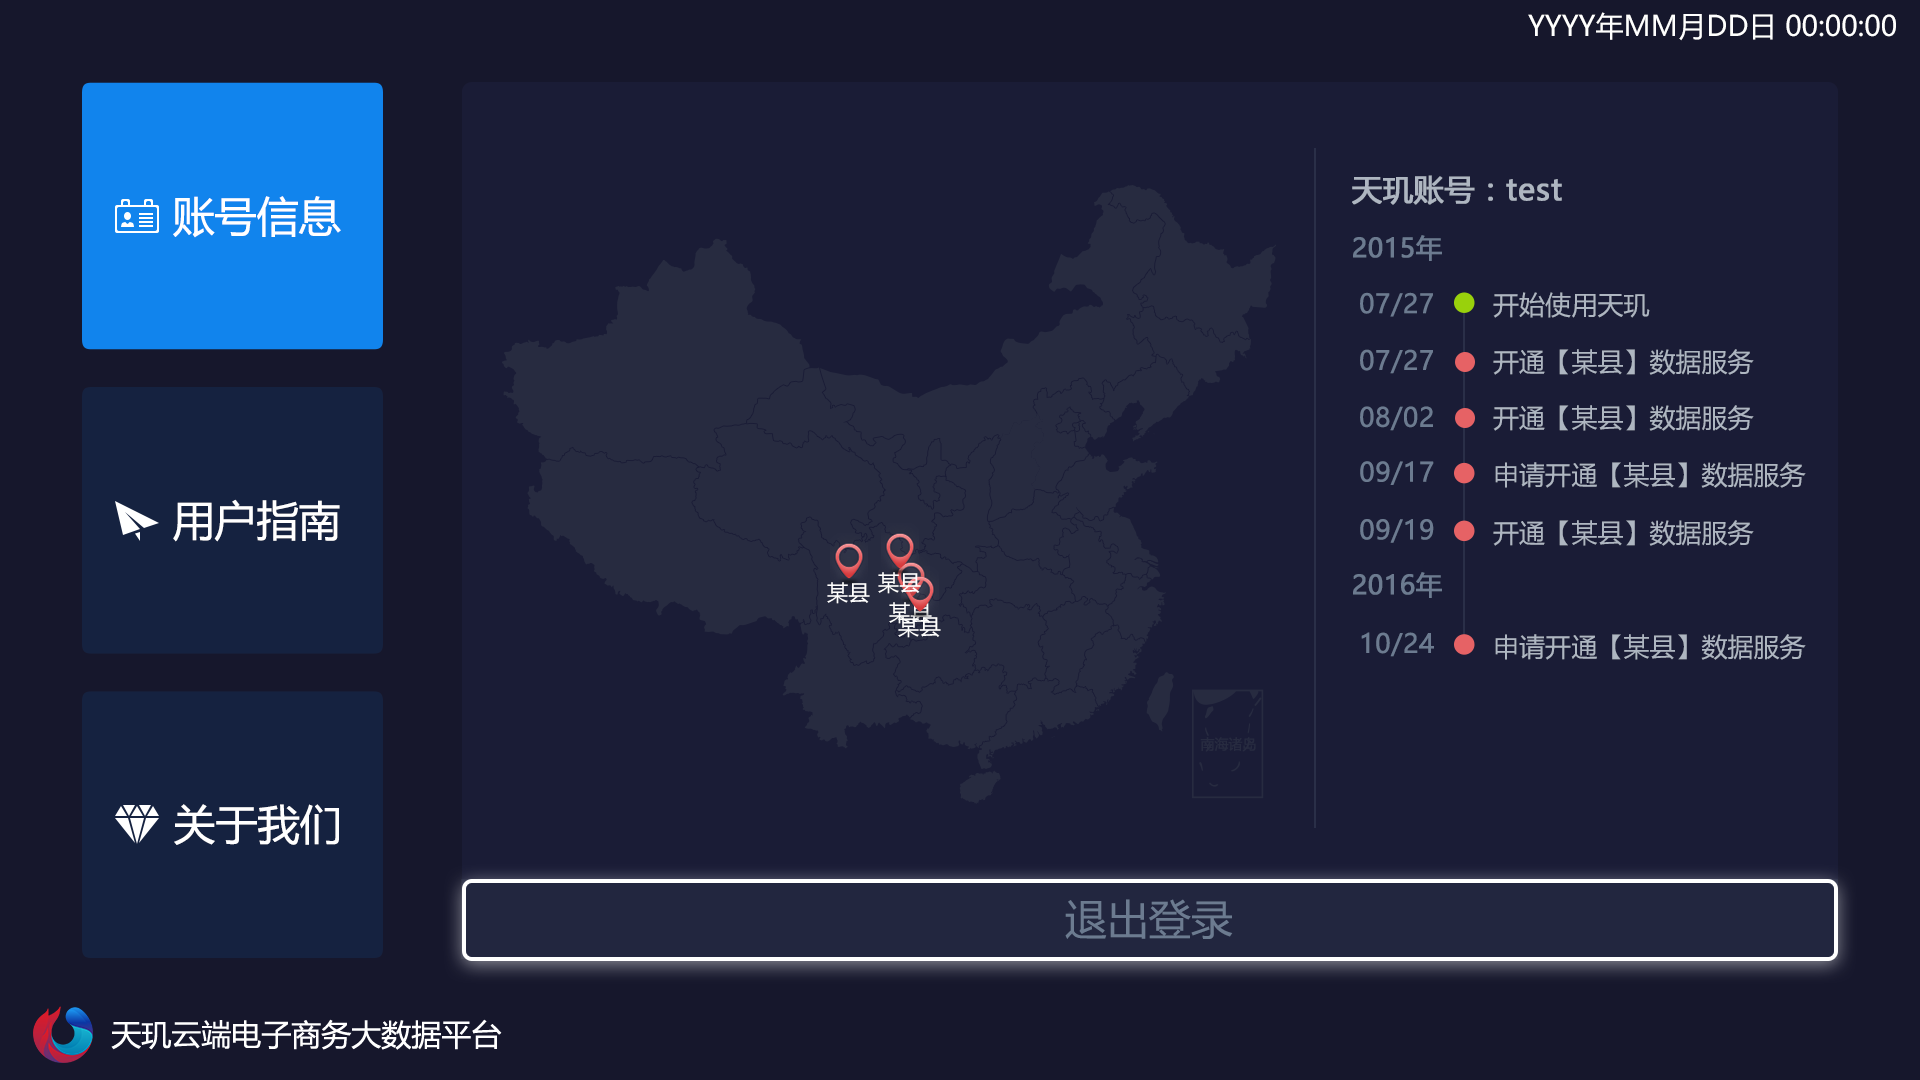 YYYY年MM月DD日 00:00:00
账号信息
用户指南
关于我们
某县
某县
某县
某县
南海诸岛
天玑账号：test
2015年
07/27 开始使用天玑
07/27 开通【某县】数据服务
08/02 开通【某县】数据服务
09/17 申请开通【某县】数据服务
09/19 开通【某县】数据服务
2016年
10/24 申请开通【某县】数据服务
退出登录
天玑云端电子商务大数据平台